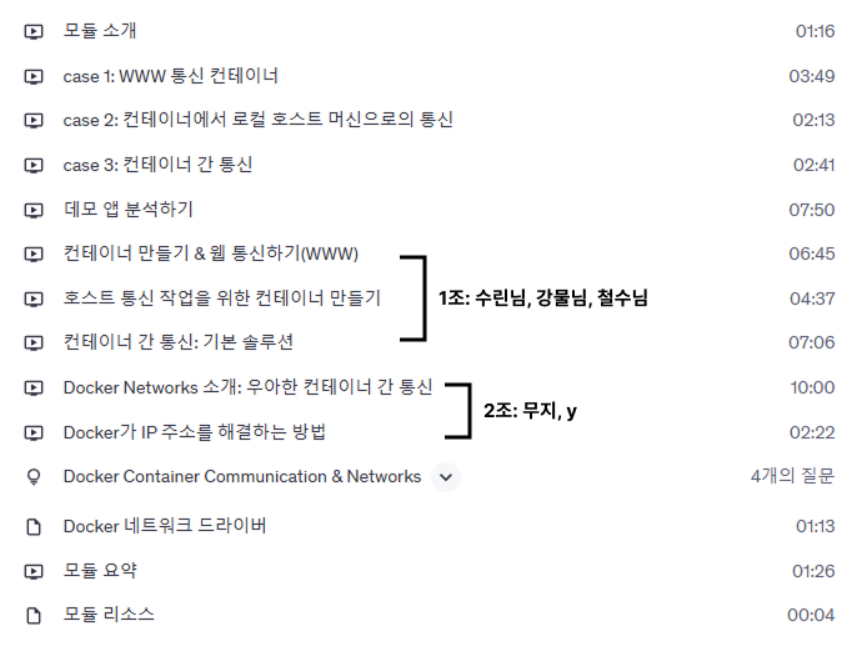 모듈 소개 01:16
case 1: WWW 통신 컨테이너 03:49
case 2: 컨테이너에서 로컬 호스트 머신으로의 통신 02:13
case 3: 컨테이너 간 통신 02:41
데모 앱 분석하기 07:50
컨테이너 만들기 & 웹 통신하기(WWW) 06:45
호스트 통신 작업을 위한 컨테이너 만들기 1조: 수린님, 강물님, 철수님 04:37
컨테이너 간 통신: 기본 솔루션 07:06
Docker Networks 소개: 우아한 컨테이너 간 통신 10:00
2조: 무지, y
Docker가 IP 주소를 해결하는 방법 02:22
Docker Container Communication & Networks 4개의 질문
Docker 네트워크 드라이버 01:13
모듈 요약 01:26
모듈 리소스 00:04